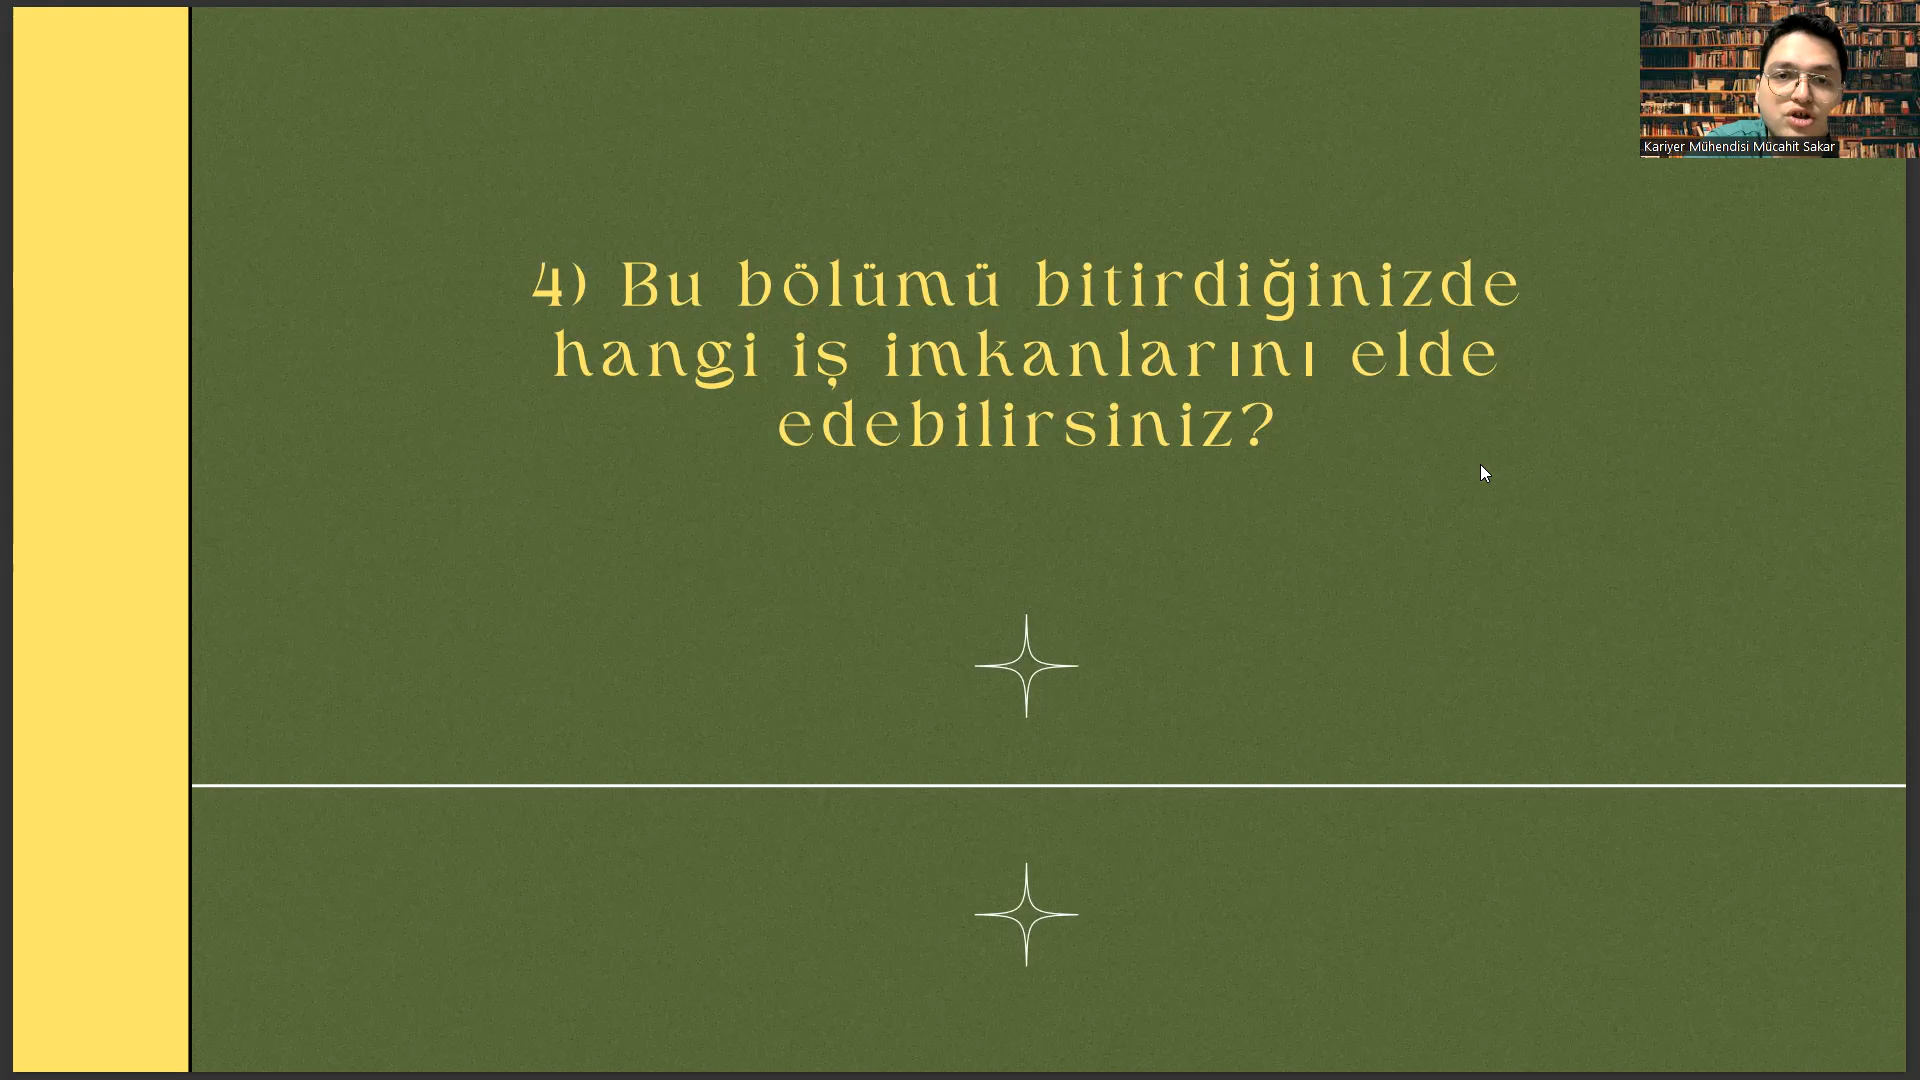 Kariyer Mühendisi Mücahit Sakar
4) Bu bölümü bitirdiğinizde
hangi iş imkanlarını elde
edebilirsiniz?